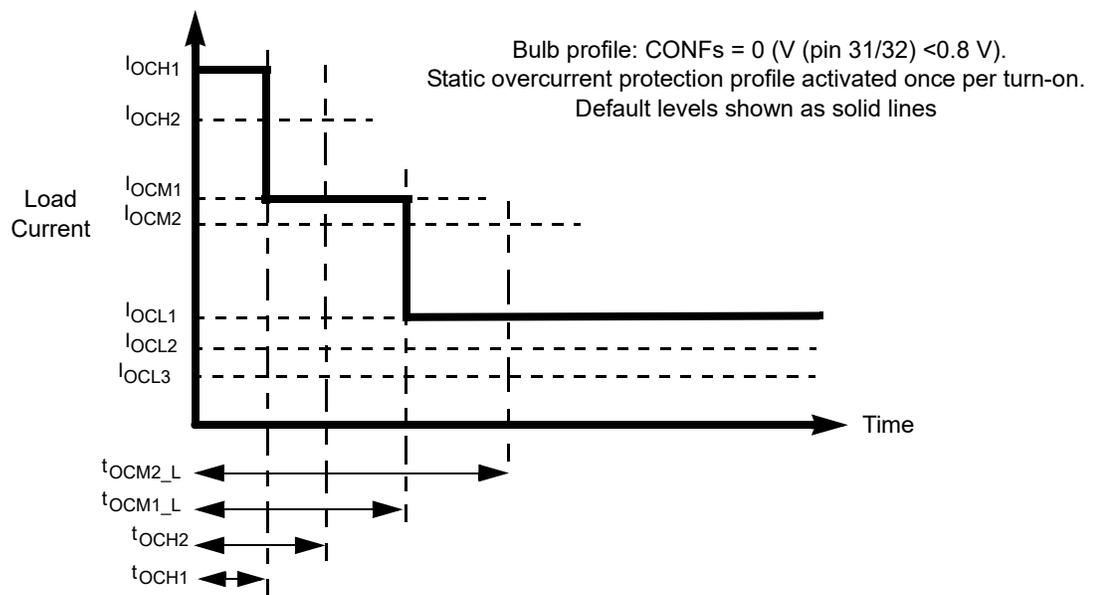 Bulb profile: CONFs = 0 (V (pin 31/32) <0.8 V).
Static overcurrent protection profile activated once per turn-on.
Default levels shown as solid lines
Load
Current
IOCH1
IOCH2
IOCM1
IOCM2
IOCL1
IOCL2
IOCL3
Time
tOCM2_L
tOCM1_L
tOCH2
tOCH1